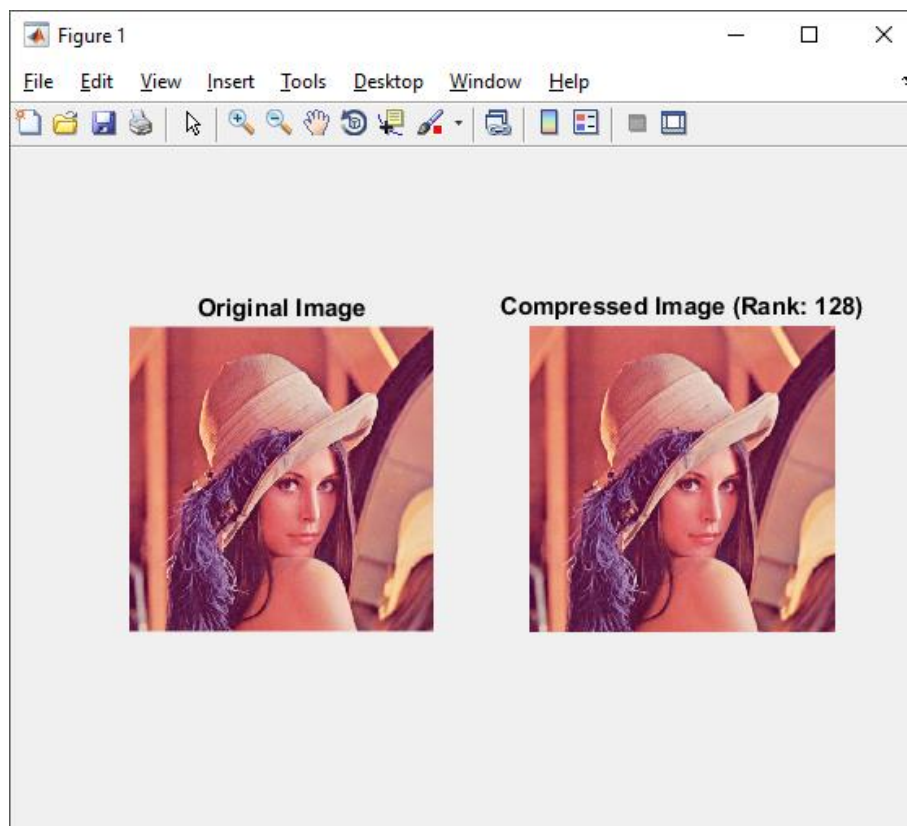 Figure 1
File Edit View Insert Tools Desktop Window Help
Original Image
Compressed Image (Rank: 128)